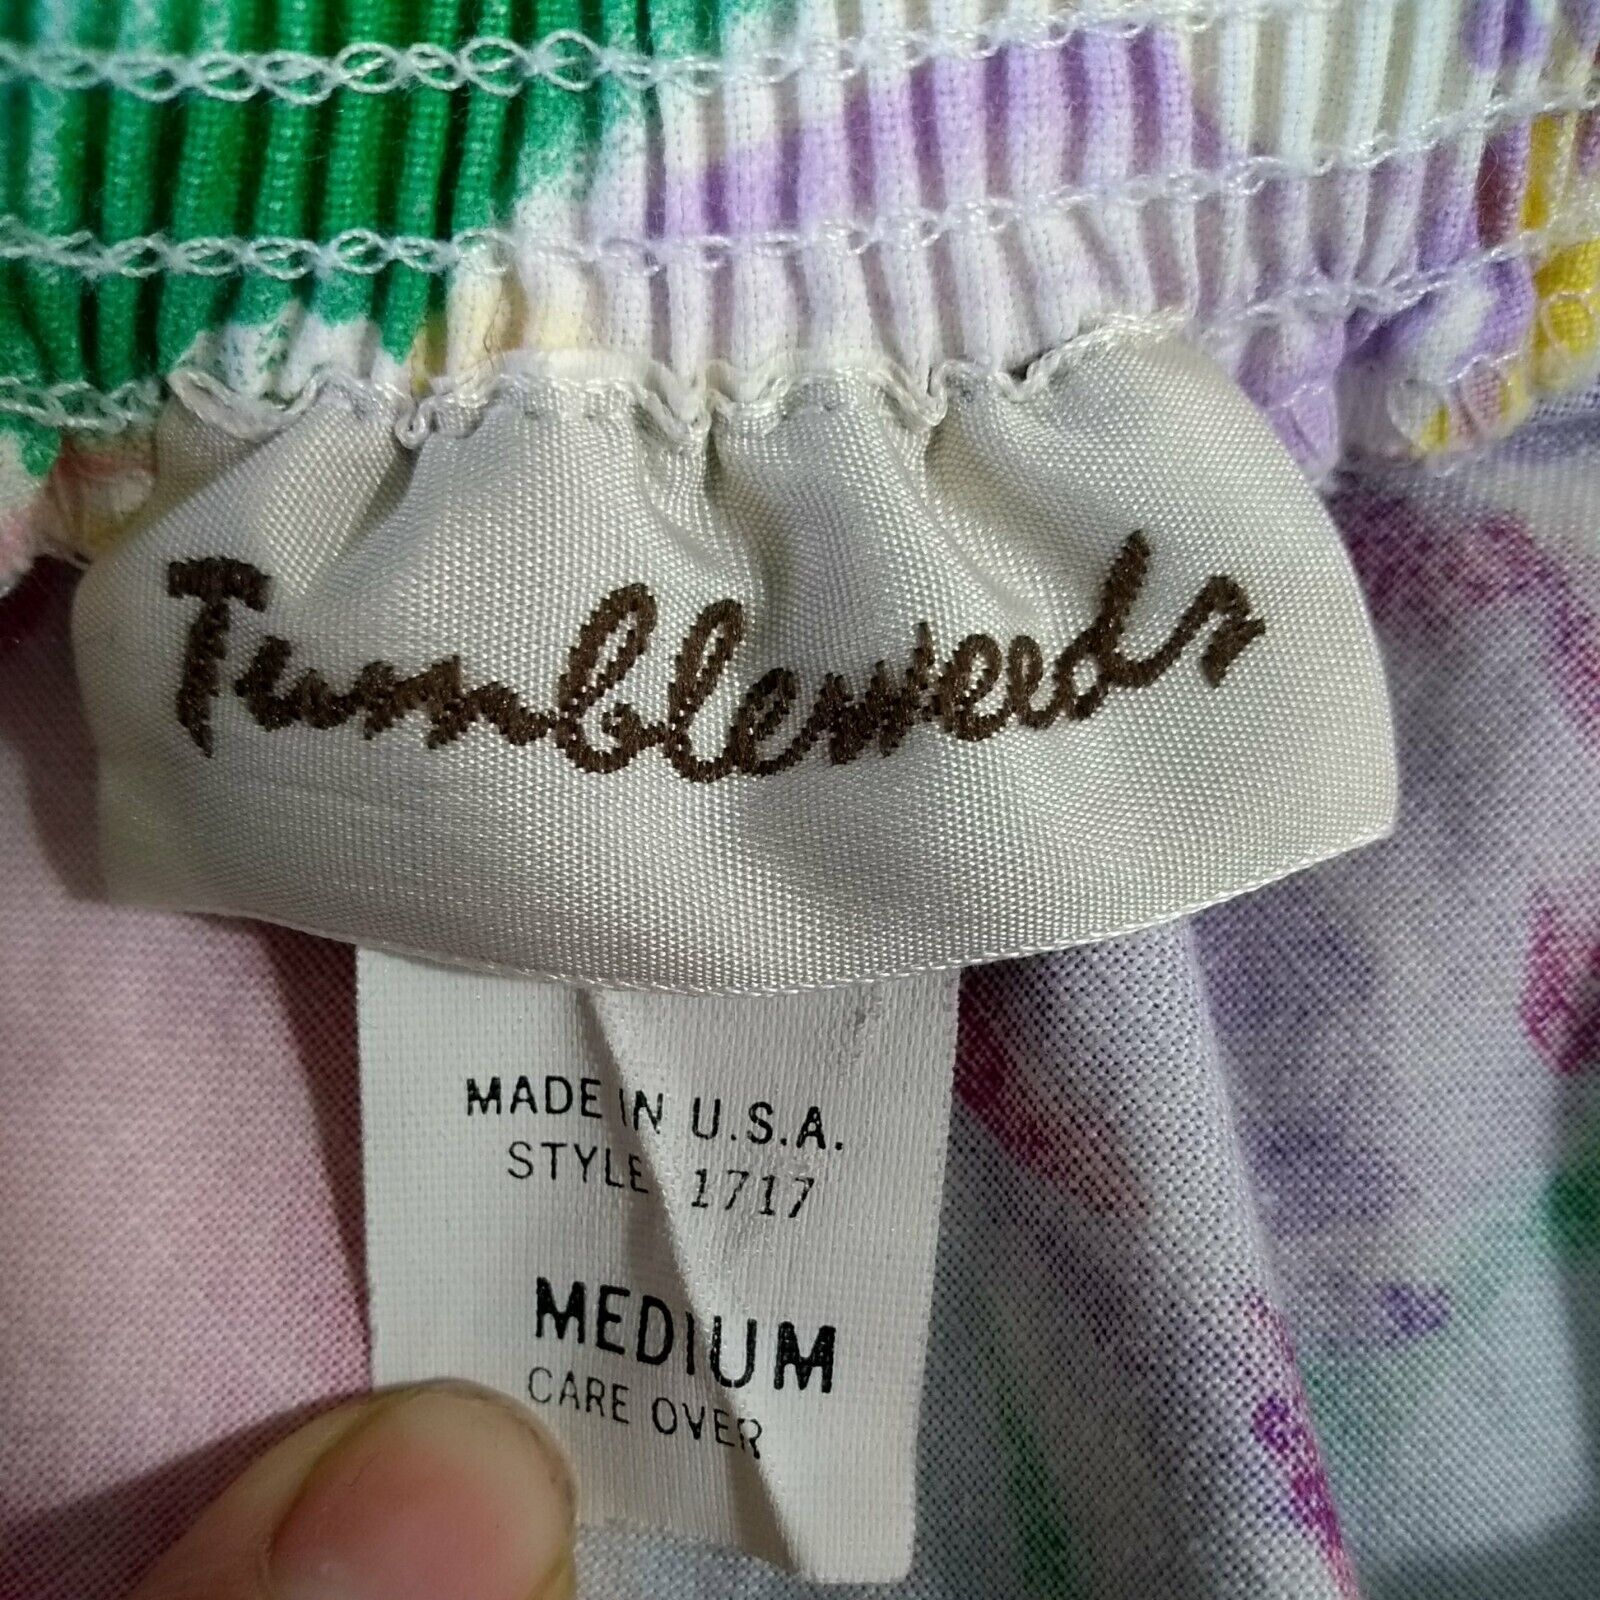 Tumbleweeds
MADE IN U.S.A.
STYLE 1717
MEDIUM
CARE OVER